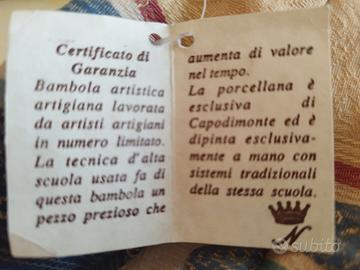 Certificato di
Garanzia
Bambola artistica
artigiana lavorata
da artisti artigiani
in numero limitato.
La tecnica d'alta
scuola usata fa di
questa bambola un
pezzo prezioso che
aumenta di valore
nel tempo.
La porcellana è
esclusiva di
Capodimonte ed è
dipinta esclusiva-
mente a mano con
sistemi tradizionali
della stessa scuola.
N
subito